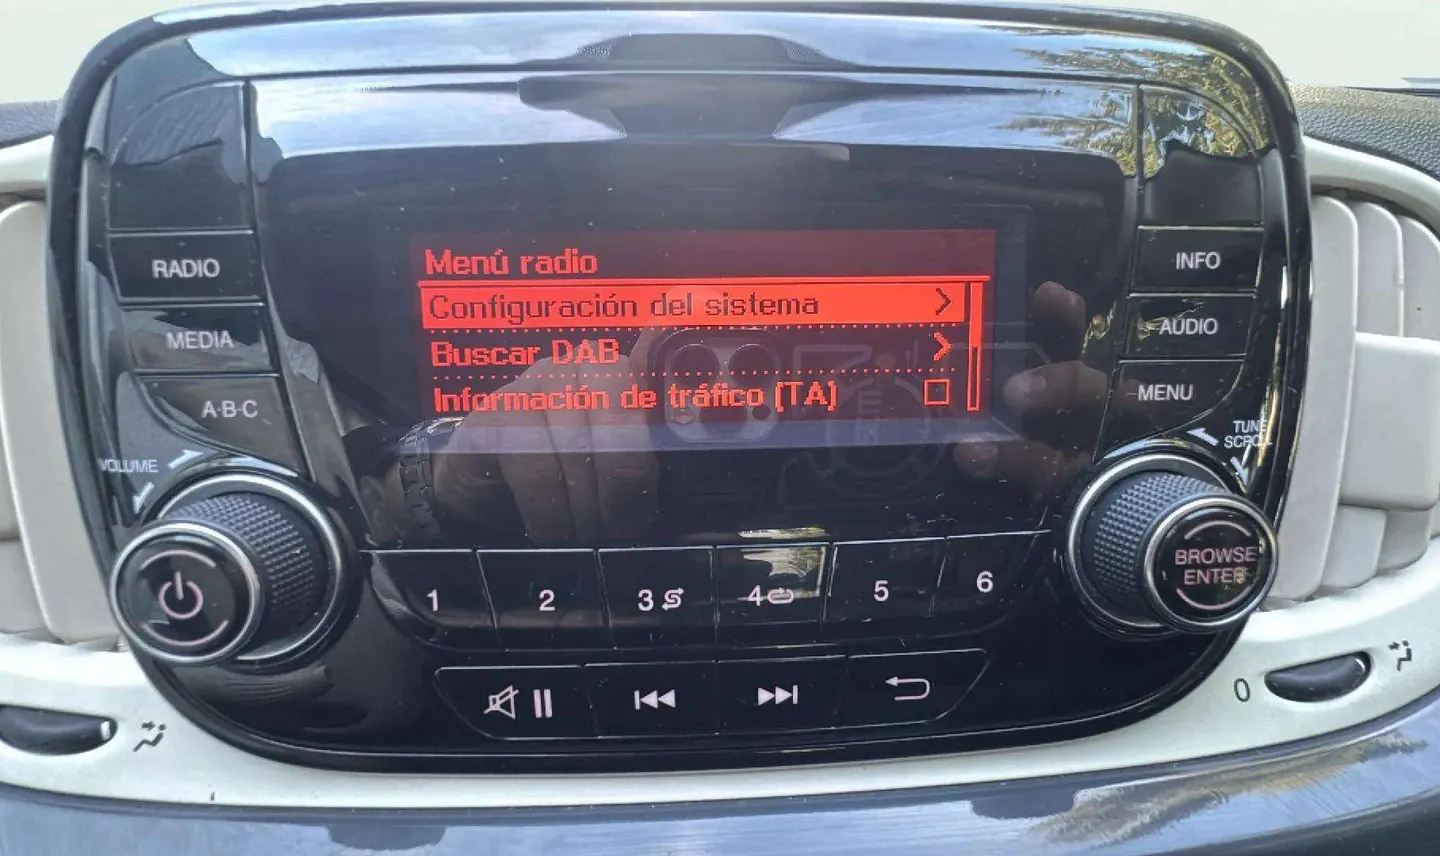 Menú radio
Configuración del sistema
Buscar DAB
Información de tráfico (TA)
RADIO
MEDIA
A·B·C
VOLUME
INFO
AUDIO
MENU
TUNE
SCROLL
BROWSE
ENTER
1
2
3
4
5
6
0